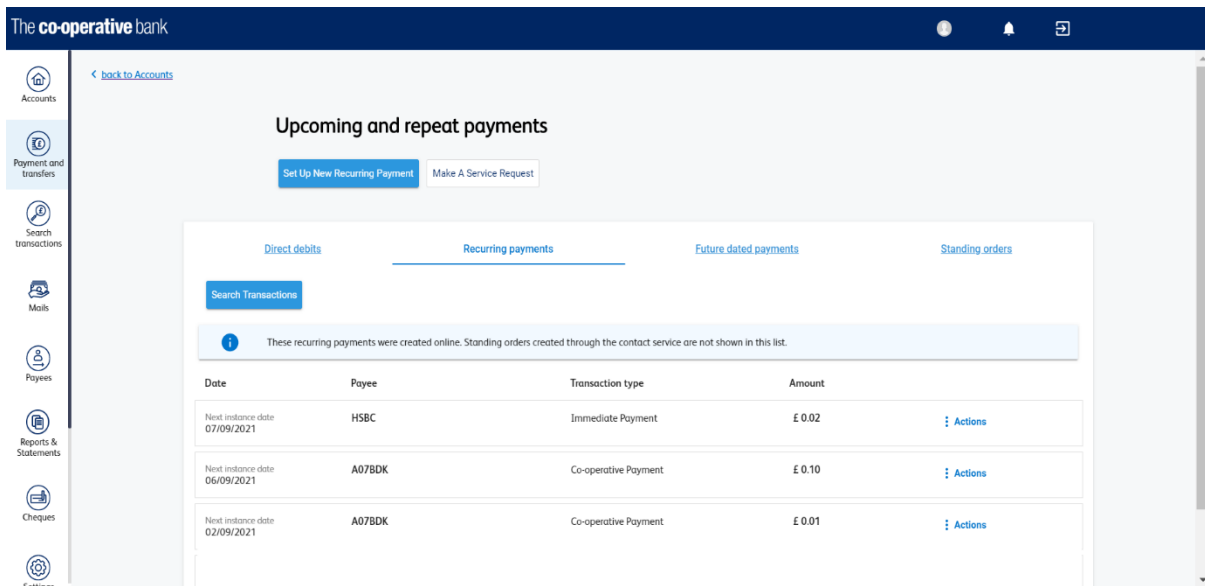 The co-operative bank
back to Accounts
Accounts
Payment and
transfers
Search
transactions
Mails
Payees
Reports &
Statements
Cheques
Settings
Upcoming and repeat payments
Set Up New Recurring Payment
Make A Service Request
Direct debits
Recurring payments
Future dated payments
Standing orders
Search Transactions
These recurring payments were created online. Standing orders created through the contact service are not shown in this list.
Date Payee Transaction type Amount
Next instance date
07/09/2021 HSBC Immediate Payment £ 0.02 Actions
Next instance date
06/09/2021 A07BDK Co-operative Payment £ 0.10 Actions
Next instance date
02/09/2021 A07BDK Co-operative Payment £ 0.01 Actions